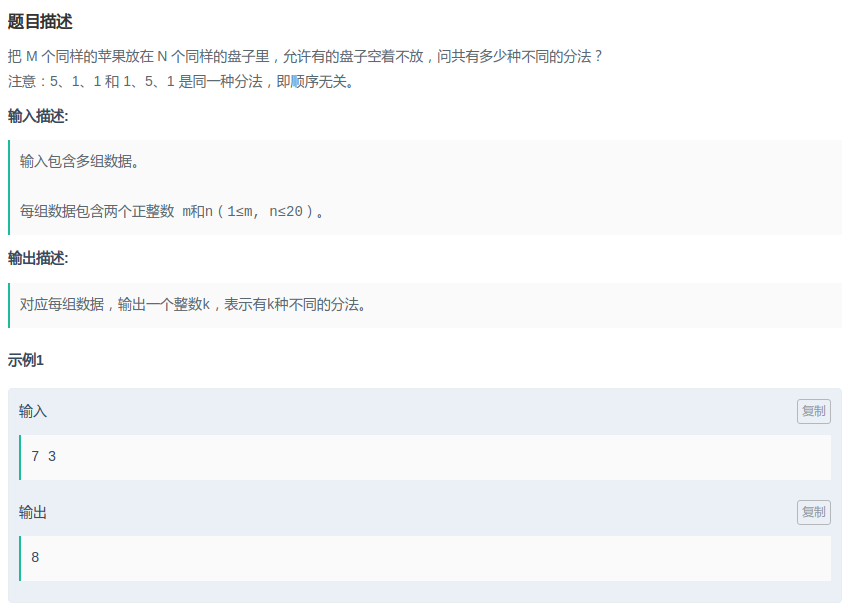 题目描述
把 M 个同样的苹果放在 N 个同样的盘子里，允许有的盘子空着不放，问共有多少种不同的分法？
注意：5、1、1 和 1、5、1 是同一种分法，即顺序无关。
输入描述:
输入包含多组数据。
每组数据包含两个正整数 m和n（1≤m, n≤20）。
输出描述:
对应每组数据，输出一个整数k，表示有k种不同的分法。
示例1
输入
复制
7 3
输出
复制
8